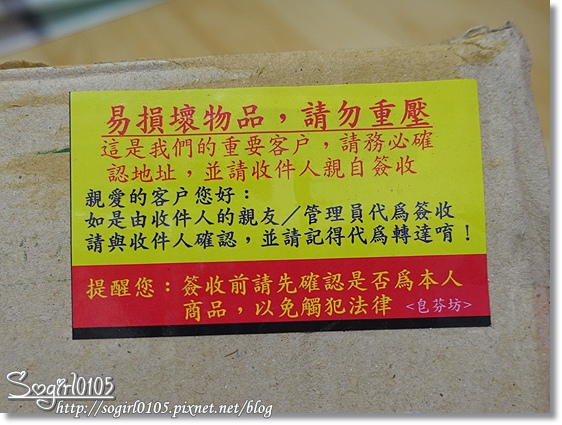 易損壞物品，請勿重壓
這是我們的重要客户，請務必確
認地址，並請收件人親自簽收
親愛的客户您好：
如是由收件人的親友／管理員代爲簽收
請與收件人確認，並請記得代爲轉達唷！
提醒您：簽收前請先確認是否爲本人
商品，以免觸犯法律 <皀芬坊>
Sogirl0105
http://sogirl0105.pixnet.net/blog